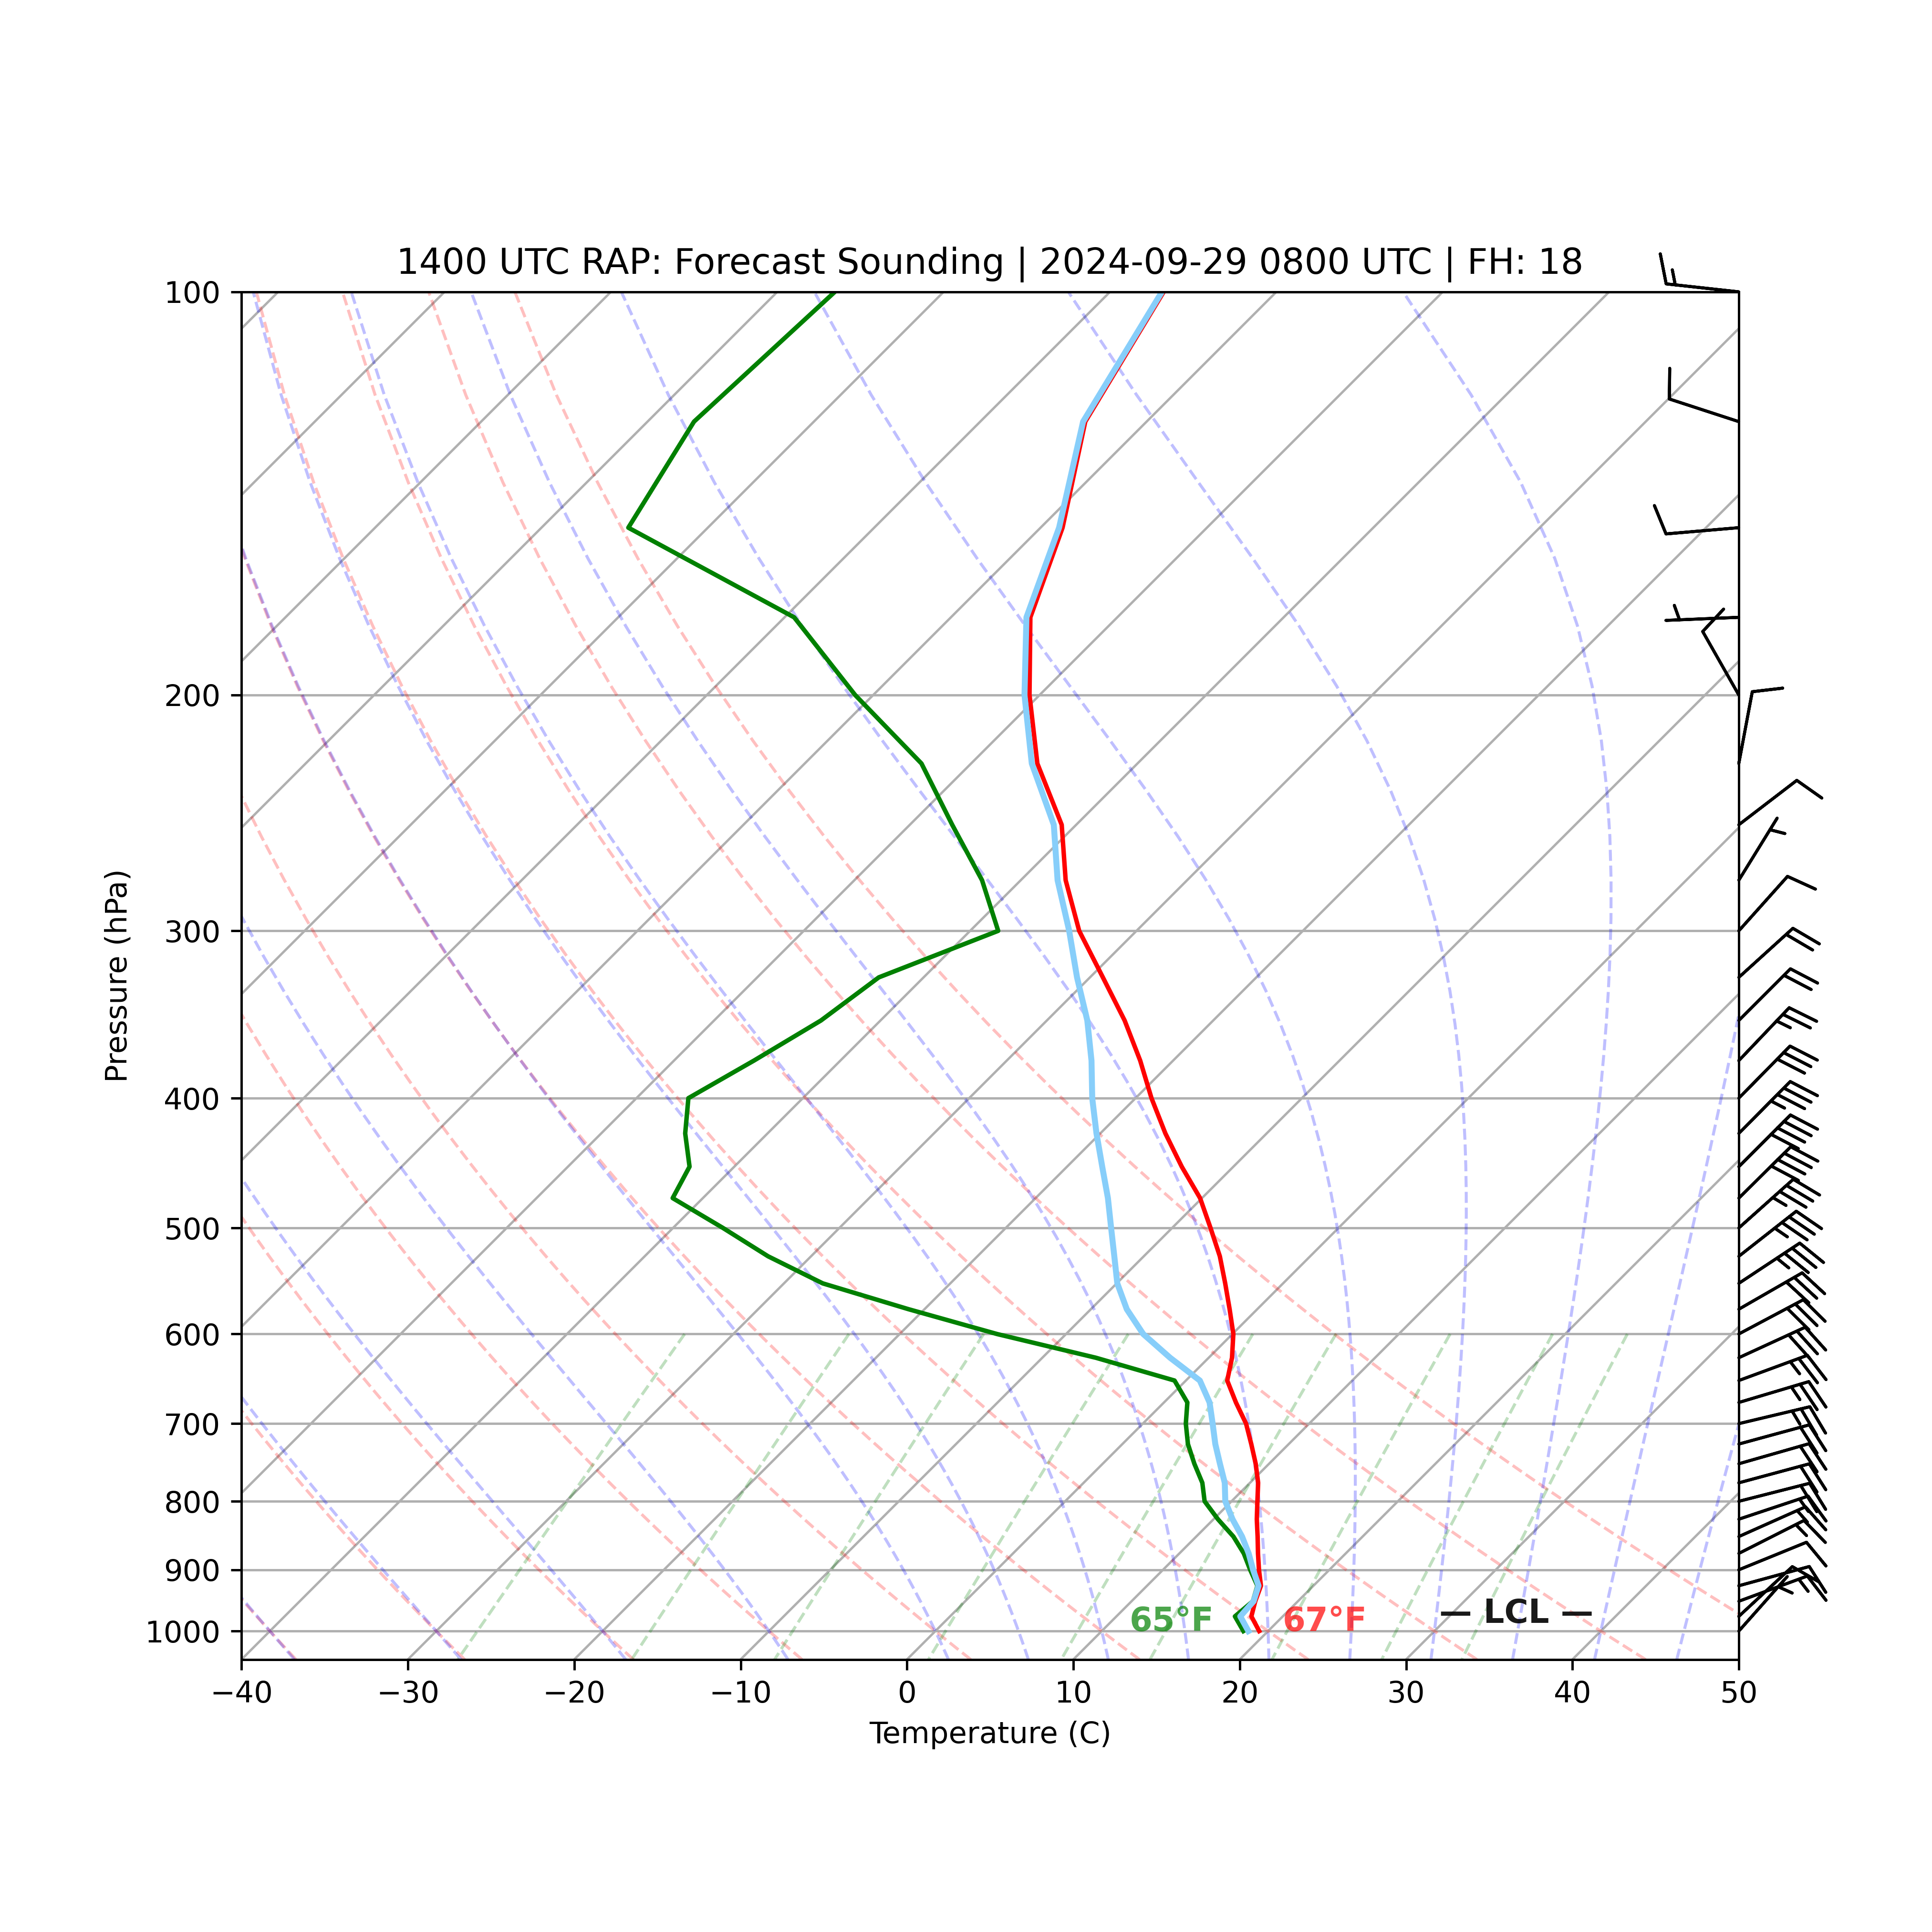 1400 UTC RAP: Forecast Sounding | 2024-09-29 0800 UTC | FH: 18
100
200
300
400
500
600
700
800
900
1000
Pressure (hPa)
65°F 67°F — LCL —
−40 −30 −20 −10 0 10 20 30 40 50
Temperature (C)